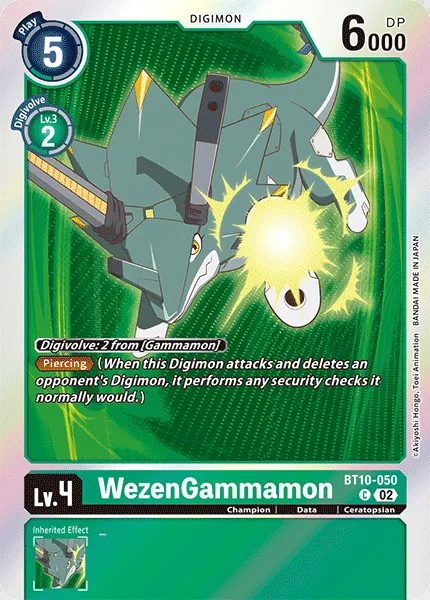 DIGIMON
Play
5
6000
DP
Digivolve
Lv.3
2
Digivolve: 2 from [Gammamon]
Piercing (When this Digimon attacks and deletes an
opponent's Digimon, it performs any security checks it
normally would.)
©Akiyoshi Hongo, Toei Animation BANDAI MADE IN JAPAN
Lv.4
WezenGammamon
BT10-050
C 02
Champion | Data | Ceratopsian
Inherited Effect
–